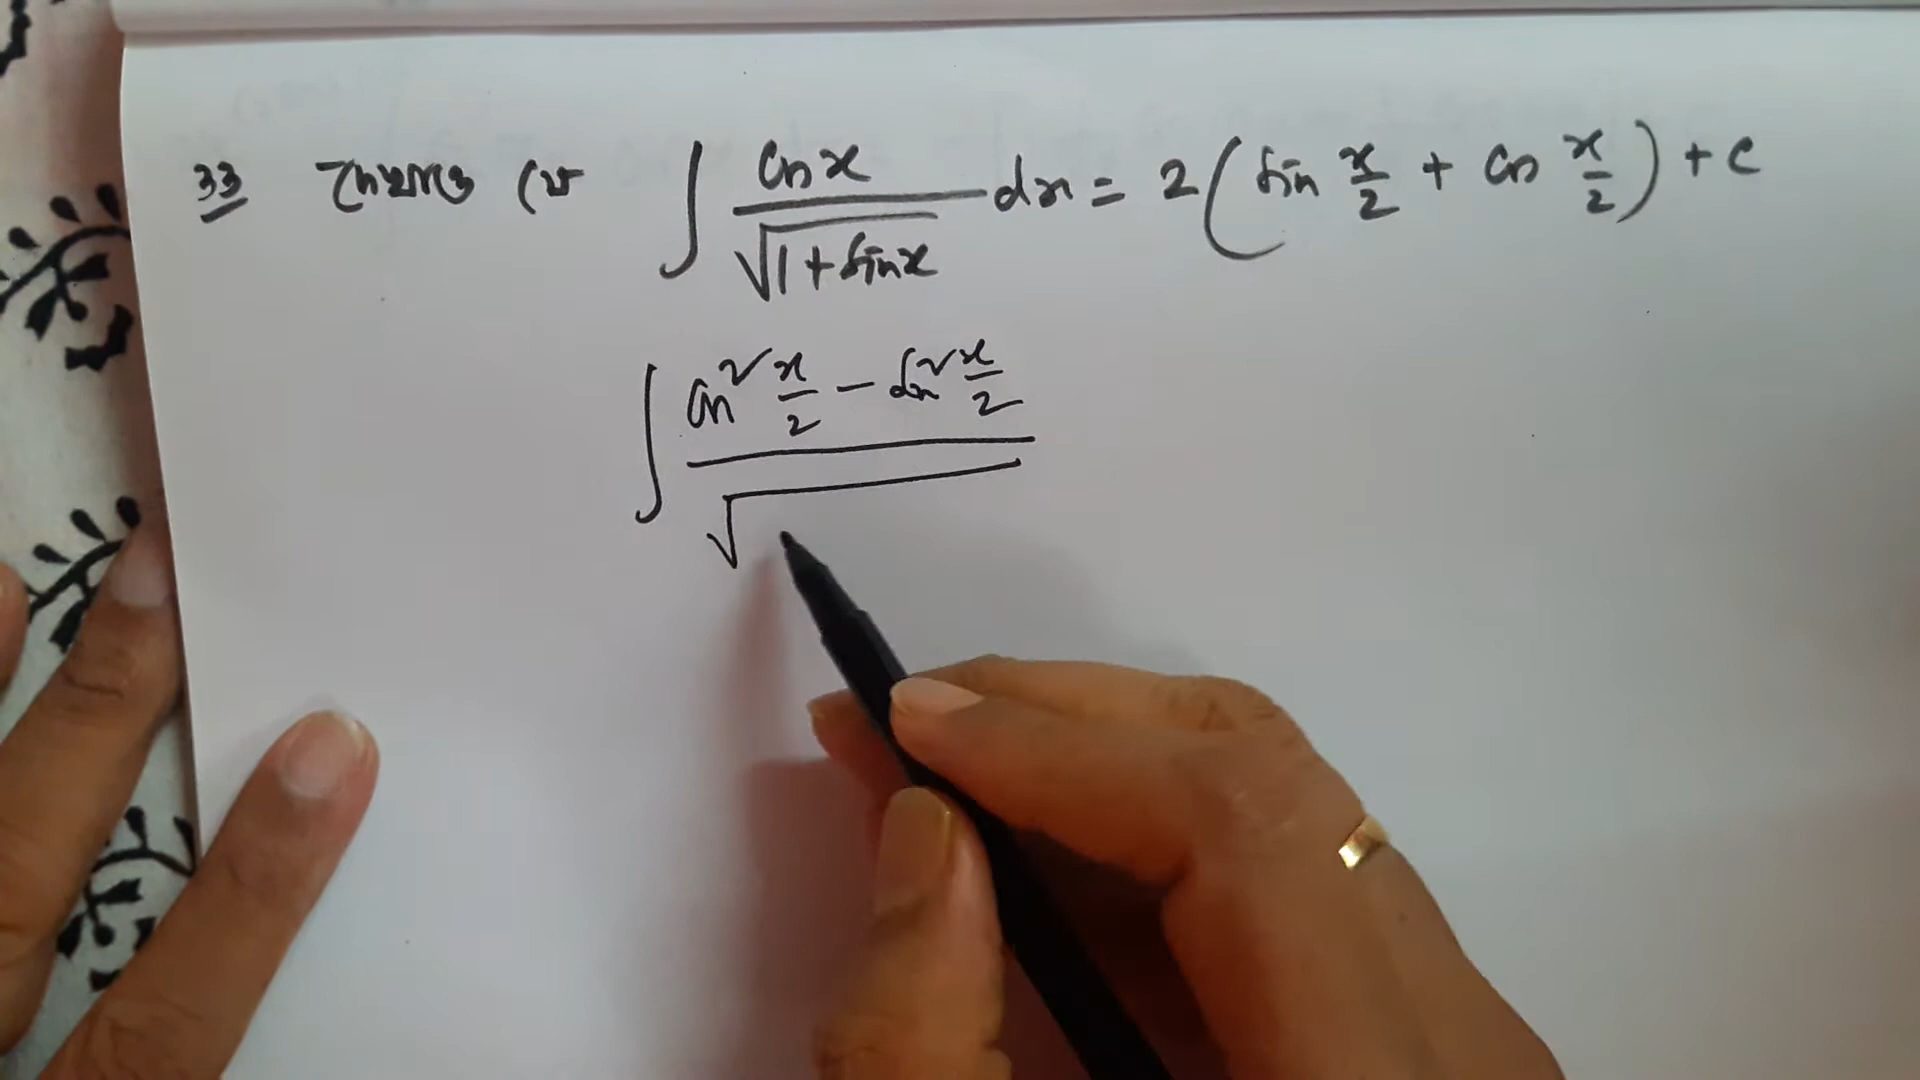 33 দেখাও যে ∫ cos x / √(1 + sin x) dx = 2 ( sin x/2 + cos x/2 ) + c
∫ cos² x/2 − sin² x/2 / √